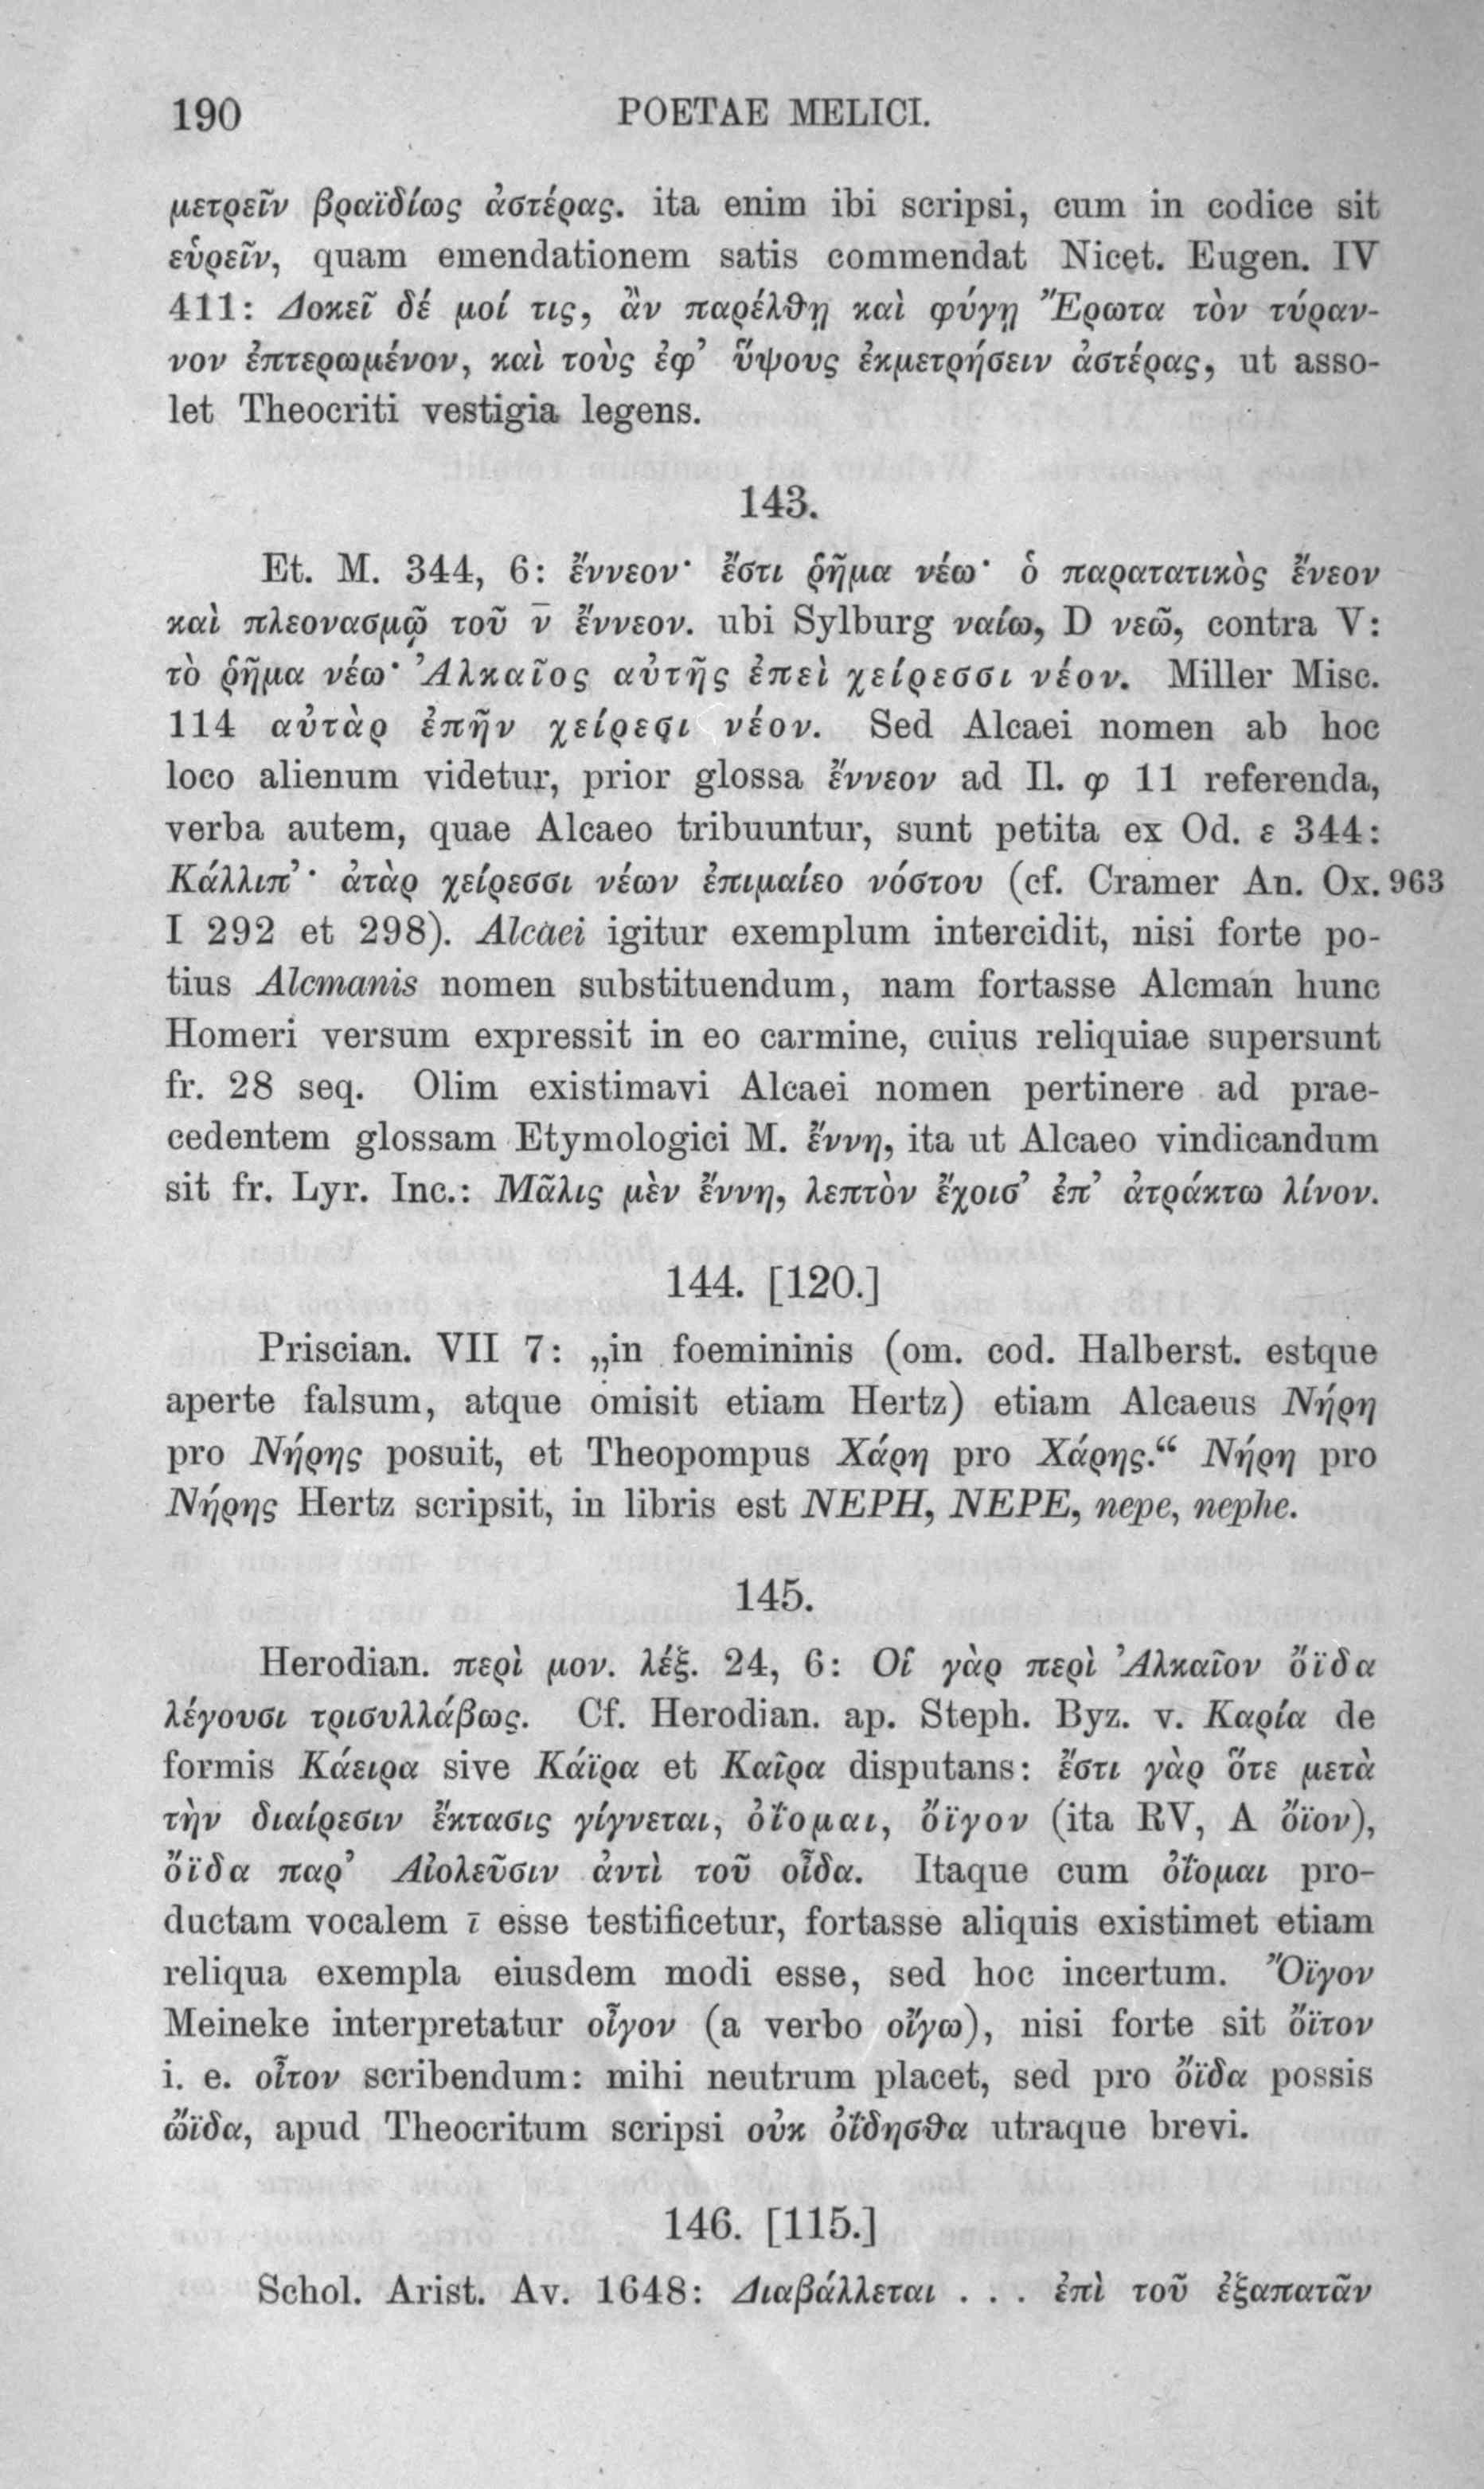 190 POETAE MELICI.
μετρεῖν βραϊδίως ἀστέρας. ita enim ibi scripsi, cum in codice sit
εὑρεῖν, quam emendationem satis commendat Nicet. Eugen. IV
411: Δοκεῖ δέ μοί τις, ἂν παρέλθῃ καὶ φύγῃ Ἔρωτα τὸν τύραν-
νον ἐπτερωμένον, καὶ τοὺς ἐφ’ ὕψους ἐκμετρήσειν ἀστέρας, ut asso-
let Theocriti vestigia legens.
143.
Et. M. 344, 6: ἔννεον· ἔστι ῥῆμα νέω· ὁ παρατατικὸς ἔνεον
καὶ πλεονασμῷ τοῦ ν̄ ἔννεον. ubi Sylburg ναίω, D νεῶ, contra V:
τὸ ῥῆμα νέω· Ἀλκαῖος αὐτῆς ἐπεὶ χείρεσσι νέον. Miller Misc.
114 αὐτὰρ ἐπῆν χείρεσι νέον. Sed Alcaei nomen ab hoc
loco alienum videtur, prior glossa ἔννεον ad Il. φ 11 referenda,
verba autem, quae Alcaeo tribuuntur, sunt petita ex Od. ε 344:
Κάλλιπ’· ἀτὰρ χείρεσσι νέων ἐπιμαίεο νόστου (cf. Cramer An. Ox. 963
I 292 et 298). Alcaei igitur exemplum intercidit, nisi forte po-
tius Alcmanis nomen substituendum, nam fortasse Alcman hunc
Homeri versum expressit in eo carmine, cuius reliquiae supersunt
fr. 28 seq. Olim existimavi Alcaei nomen pertinere ad prae-
cedentem glossam Etymologici M. ἔννη, ita ut Alcaeo vindicandum
sit fr. Lyr. Inc.: Μᾶλις μὲν ἔννη, λεπτὸν ἔχοισ’ ἐπ’ ἀτράκτω λίνον.
144. [120.]
Priscian. VII 7: „in foemininis (om. cod. Halberst. estque
aperte falsum, atque omisit etiam Hertz) etiam Alcaeus Νήρη
pro Νήρης posuit, et Theopompus Χάρη pro Χάρης.“ Νήρη pro
Νήρης Hertz scripsit, in libris est NEPH, NEPE, nepe, nephe.
145.
Herodian. περὶ μον. λέξ. 24, 6: Οἱ γὰρ περὶ Ἀλκαῖον ὄϊδα
λέγουσι τρισυλλάβως. Cf. Herodian. ap. Steph. Byz. v. Καρία de
formis Κάειρα sive Κάϊρα et Καῖρα disputans: ἔστι γὰρ ὅτε μετὰ
τὴν διαίρεσιν ἔκτασις γίγνεται, ὀΐομαι, ὄϊγον (ita RV, A ὄϊον),
ὄϊδα παρ’ Αἰολεῦσιν ἀντὶ τοῦ οἶδα. Itaque cum ὀΐομαι pro-
ductam vocalem ῑ esse testificetur, fortasse aliquis existimet etiam
reliqua exempla eiusdem modi esse, sed hoc incertum. Ὄϊγον
Meineke interpretatur οἶγον (a verbo οἴγω), nisi forte sit ὄϊτον
i. e. οἶτον scribendum: mihi neutrum placet, sed pro ὄϊδα possis
ὤϊδα, apud Theocritum scripsi οὐκ ὀΐδησθα utraque brevi.
146. [115.]
Schol. Arist. Av. 1648: Διαβάλλεται . . . ἐπὶ τοῦ ἐξαπατᾶν